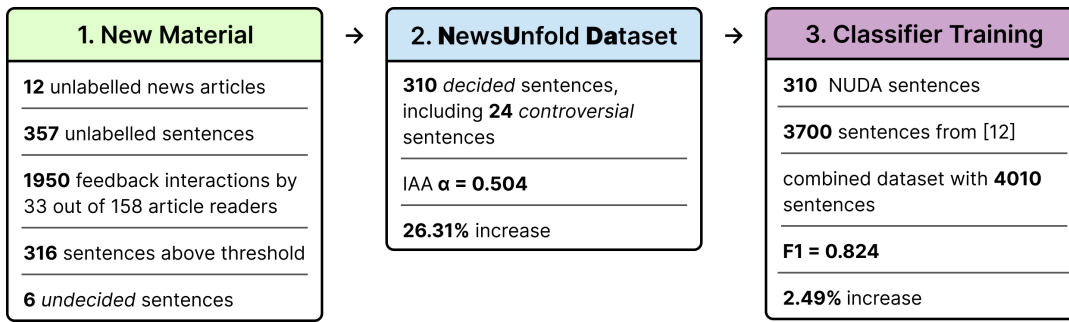 1. New Material
12 unlabelled news articles
357 unlabelled sentences
1950 feedback interactions by
33 out of 158 article readers
316 sentences above threshold
6 undecided sentences
→
2. NewsUnfold Dataset
310 decided sentences,
including 24 controversial
sentences
IAA α = 0.504
26.31% increase
→
3. Classifier Training
310 NUDA sentences
3700 sentences from [12]
combined dataset with 4010
sentences
F1 = 0.824
2.49% increase